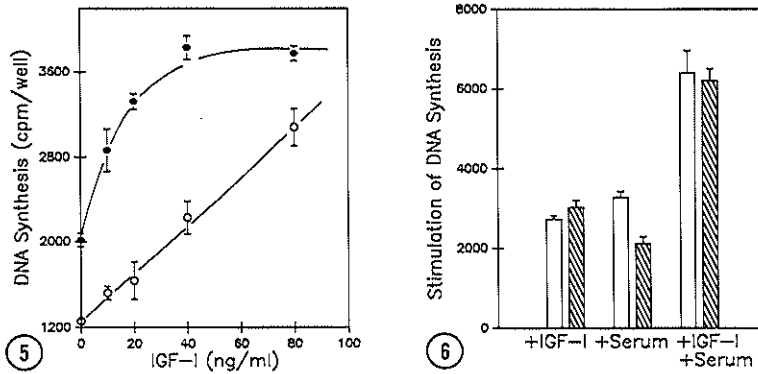 DNA Synthesis (cpm/well)
3600
2800
2000
1200
0
20
40
60
80
100
IGF-I (ng/ml)
5
Stimulation of DNA Synthesis
8000
6000
4000
2000
0
+IGF-I
+Serum
+IGF-I
+Serum
6